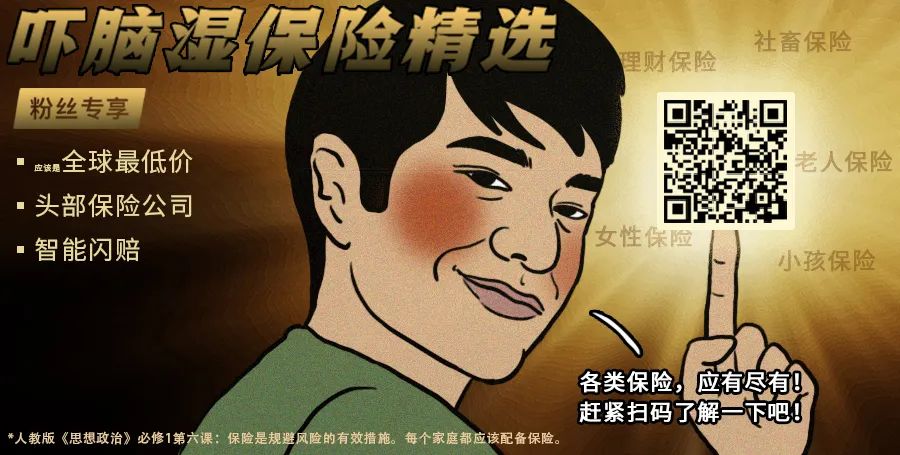 吓脑湿保险精选
粉丝专享
应该是全球最低价
头部保险公司
智能闪赔
社畜保险
理财保险
老人保险
女性保险
小孩保险
各类保险，应有尽有！
赶紧扫码了解一下吧！
*人教版《思想政治》必修1第六课：保险是规避风险的有效措施。每个家庭都应该配备保险。